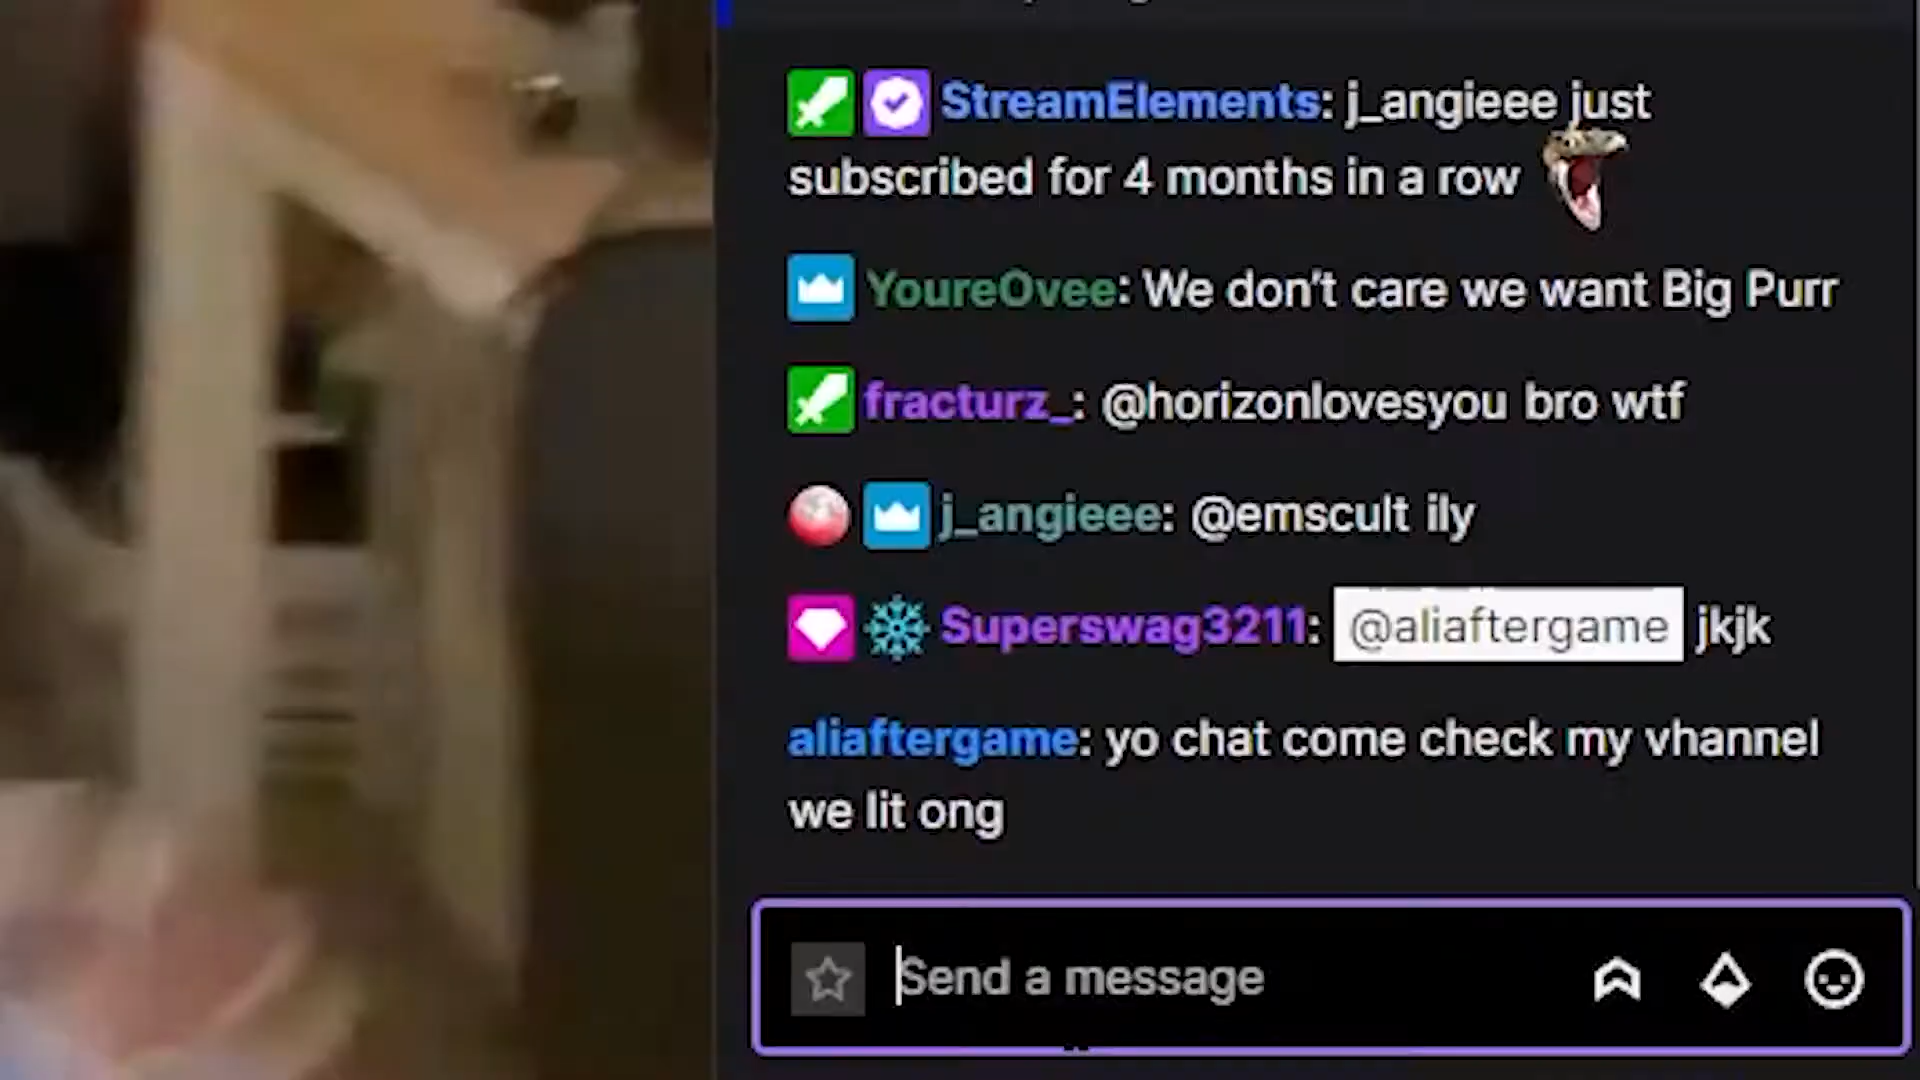 StreamElements: j_angieee just
subscribed for 4 months in a row
YoureOvee: We don't care we want Big Purr
fracturz_: @horizonlovesyou bro wtf
j_angieee: @emscult ily
Superswag3211: @aliaftergame jkjk
aliaftergame: yo chat come check my vhannel
we lit ong
Send a message